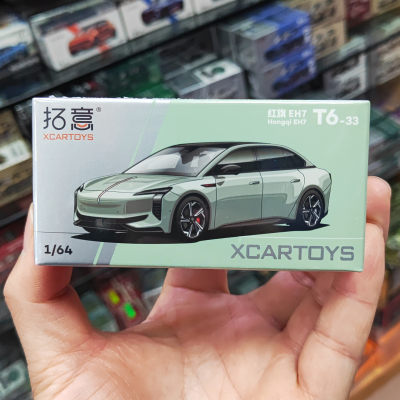 拓意®
XCARTOYS
红旗 EH7
Hongqi EH7
T6-33
1/64
XCARTOYS